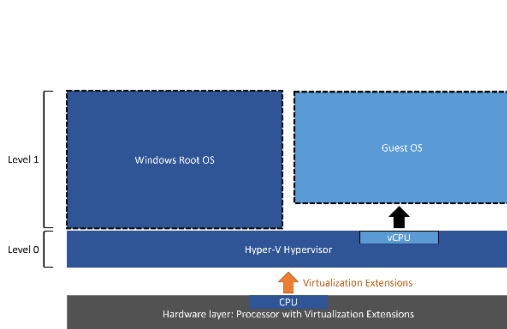 Level 1
Windows Root OS
Guest OS
Level 0
Hyper-V Hypervisor
vCPU
Virtualization Extensions
CPU
Hardware layer: Processor with Virtualization Extensions